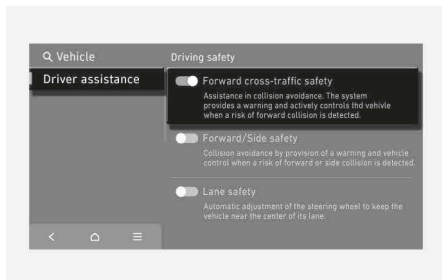 Vehicle
Driving safety
Driver assistance
Forward cross-traffic safety
Assistance in collision avoidance. The system
provides a warning and actively controls thd vehivle
when a risk of forward collision is detected.
Forward/Side safety
Collision avoidance by provision of a warning and vehicle
control when a risk of forward or side collision is detected.
Lane safety
Automatic adjustment of the steering wheel to keep the
vehicle near the center of its lane.